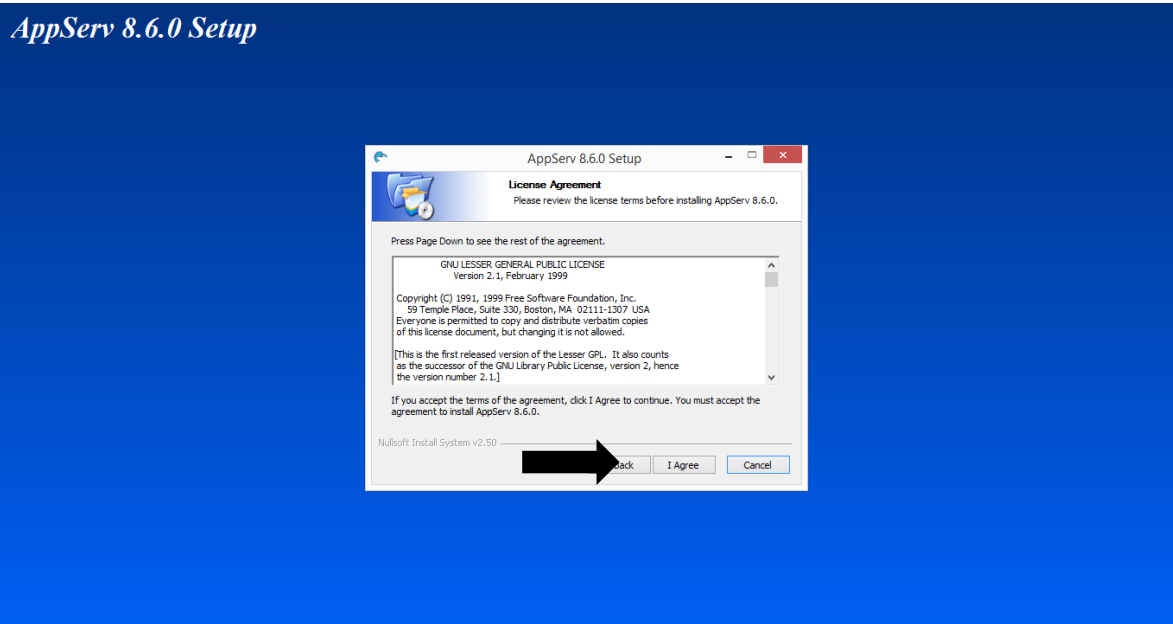 AppServ 8.6.0 Setup
AppServ 8.6.0 Setup
License Agreement
Please review the license terms before installing AppServ 8.6.0.
Press Page Down to see the rest of the agreement.
GNU LESSER GENERAL PUBLIC LICENSE
Version 2.1, February 1999
Copyright (C) 1991, 1999 Free Software Foundation, Inc.
59 Temple Place, Suite 330, Boston, MA 02111-1307 USA
Everyone is permitted to copy and distribute verbatim copies
of this license document, but changing it is not allowed.
[This is the first released version of the Lesser GPL. It also counts
as the successor of the GNU Library Public License, version 2, hence
the version number 2.1.]
If you accept the terms of the agreement, click I Agree to continue. You must accept the
agreement to install AppServ 8.6.0.
Nullsoft Install System v2.50
I Agree
Cancel